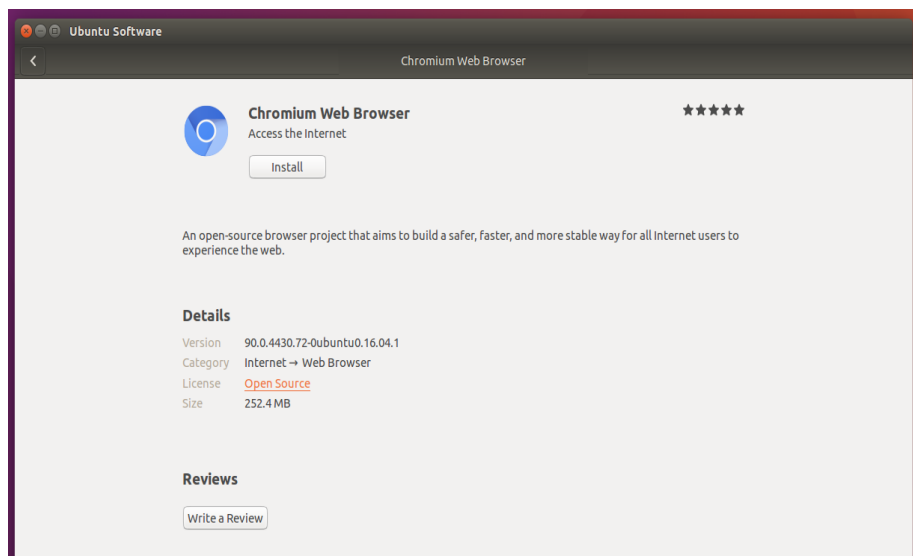 Ubuntu Software
Chromium Web Browser
Chromium Web Browser
Access the Internet
Install
An open-source browser project that aims to build a safer, faster, and more stable way for all Internet users to
experience the web.
Details
Version 90.0.4430.72-0ubuntu0.16.04.1
Category Internet → Web Browser
License Open Source
Size 252.4 MB
Reviews
Write a Review